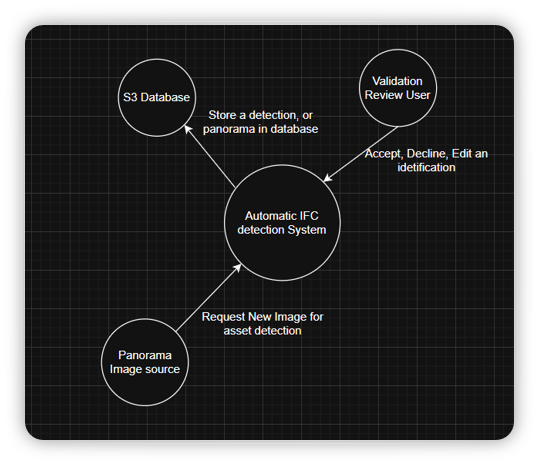 S3 Database
Validation
Review User
Store a detection, or
panorama in database
Accept, Decline, Edit an
idetification
Automatic IFC
detection System
Request New Image for
asset detection
Panorama
Image source